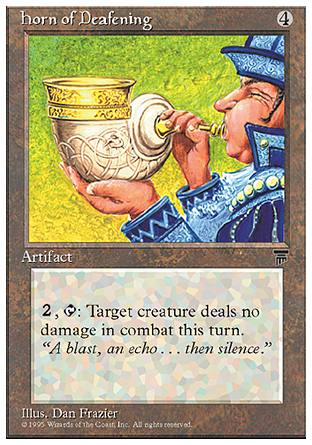 Horn of Deafening 4
Artifact
2, : Target creature deals no
damage in combat this turn.
“A blast, an echo . . . then silence.”
Illus. Dan Frazier
© 1995 Wizards of the Coast, Inc. All rights reserved.